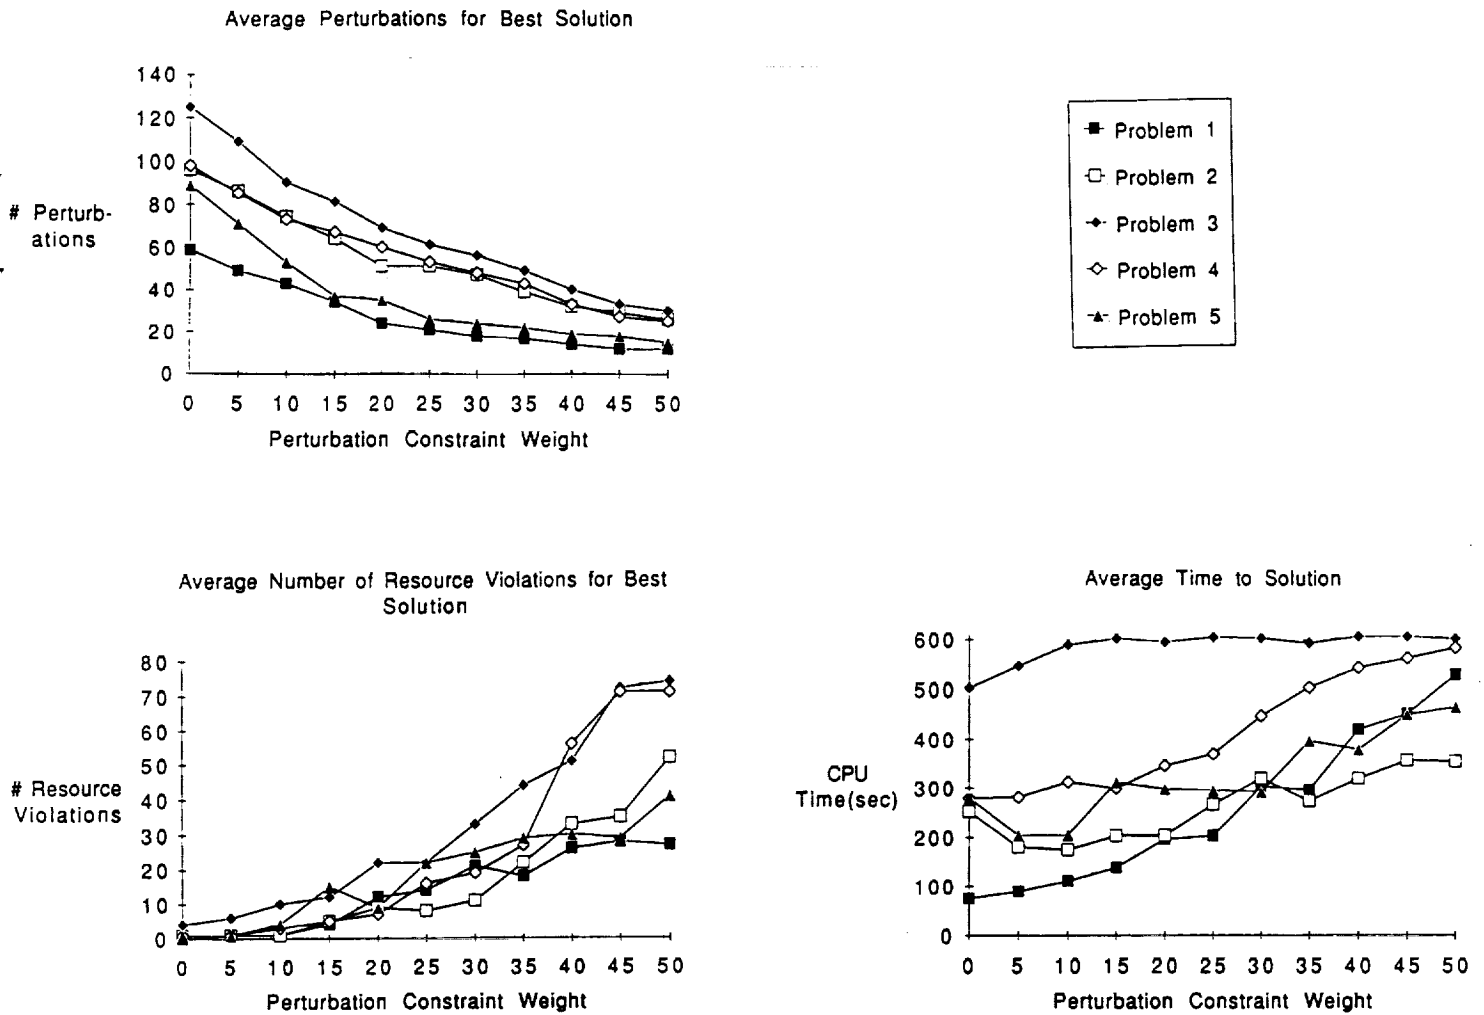 Average Perturbations for Best Solution
140
120
100
80
60
40
20
0
# Perturb-
ations
0 5 10 15 20 25 30 35 40 45 50
Perturbation Constraint Weight
Problem 1
Problem 2
Problem 3
Problem 4
Problem 5
Average Number of Resource Violations for Best
Solution
80
70
60
50
40
30
20
10
0
# Resource
Violations
0 5 10 15 20 25 30 35 40 45 50
Perturbation Constraint Weight
Average Time to Solution
600
500
400
300
200
100
0
CPU
Time(sec)
0 5 10 15 20 25 30 35 40 45 50
Perturbation Constraint Weight